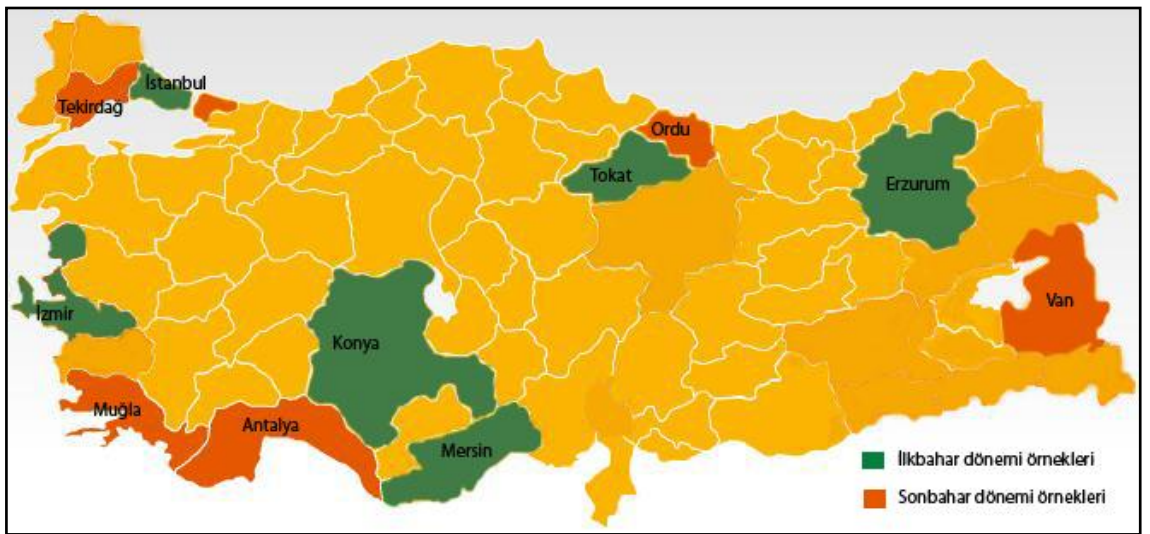 İstanbul
Tekirdağ
Ordu
Tokat
Erzurum
Van
İzmir
Konya
Muğla
Antalya
Mersin
İlkbahar dönemi örnekleri
Sonbahar dönemi örnekleri